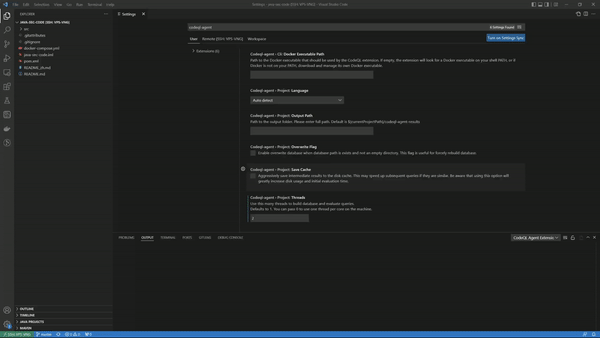 File Edit Selection View Go Run Terminal Help
Settings - java-sec-code [SSH: VPS-VNG] - Visual Studio Code
EXPLORER
Settings
JAVA-SEC-CODE [SSH: VPS-VNG]
src
.gitattributes
.gitignore
docker-compose.yml
java-sec-code.iml
pom.xml
README_zh.md
README.md
codeql-agent
6 Settings Found
User Remote [SSH: VPS-VNG] Workspace
Turn on Settings Sync
Extensions (6)
Codeql-agent › Cli: Docker Executable Path
Path to the Docker executable that should be used by the CodeQL extension. If empty, the extension will look for a Docker executable on your shell PATH, or if
Docker is not on your PATH, download and manage its own Docker executable.
Codeql-agent › Project: Language
Auto detect
Codeql-agent › Project: Output Path
Path to the output folder. Please enter full path. Default is
Codeql-agent › Project: Overwrite Flag
Enable overwrite database when database path is exists and not an empty directory. This flag is useful for forcely rebuild database.
Codeql-agent › Project: Save Cache
Aggressively save intermediate results to the disk cache. This may speed up subsequent queries if they are similar. Be aware that using this option will
greatly increase disk usage and initial evaluation time.
Codeql-agent › Project: Threads
Use this many threads to build database and evaluate queries.
Defaults to 1. You can pass 0 to use one thread per core on the machine.
PROBLEMS OUTPUT TERMINAL PORTS GITLENS DEBUG CONSOLE
CodeQL Agent Extensio
OUTLINE
TIMELINE
JAVA PROJECTS
MAVEN
SSH: VPS-VNG
master